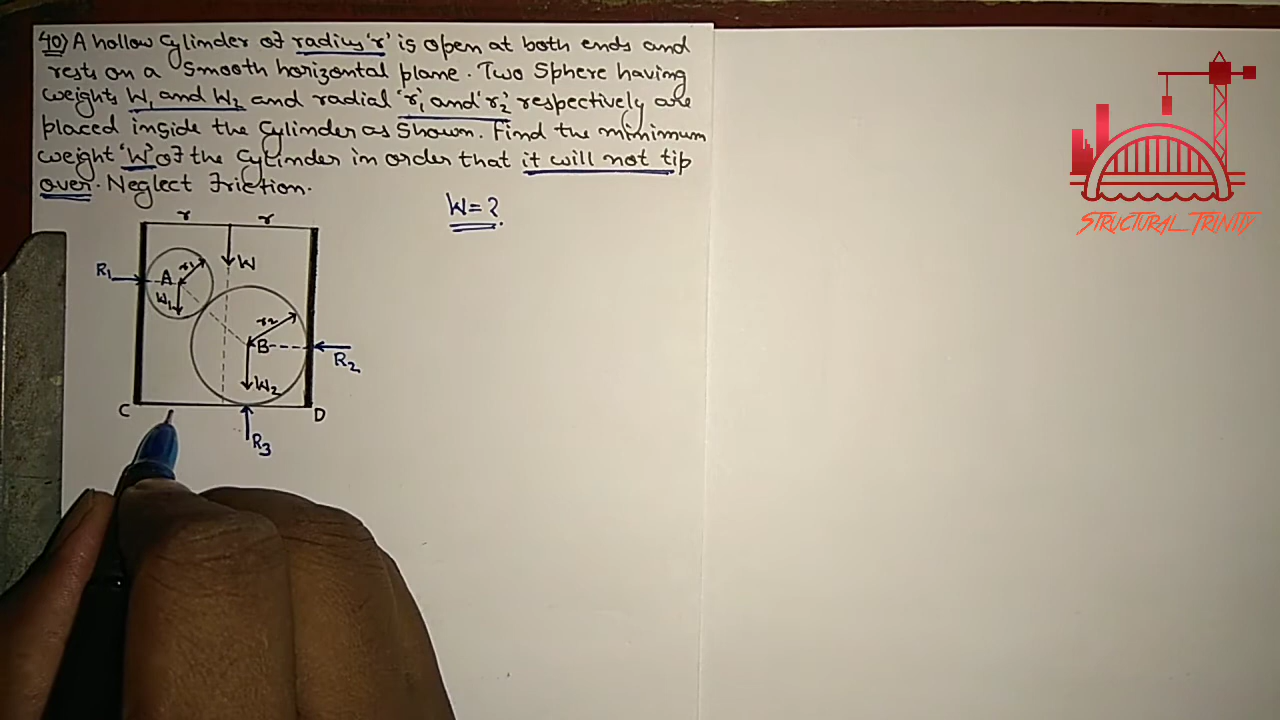 40) A hollow Cylinder of radius 'r' is open at both ends and
rests on a smooth horizontal plane. Two Sphere having
weights W1 and W2 and radial 'r1' and 'r2' respectively are
placed inside the Cylinder as Shown. Find the minimum
weight 'W' of the Cylinder in order that it will not tip
over. Neglect Friction.
W=?
r r
R1 A r1 W
W1
r2
B
R2
W2
C D
R3
STRUCTURAL TRINITY